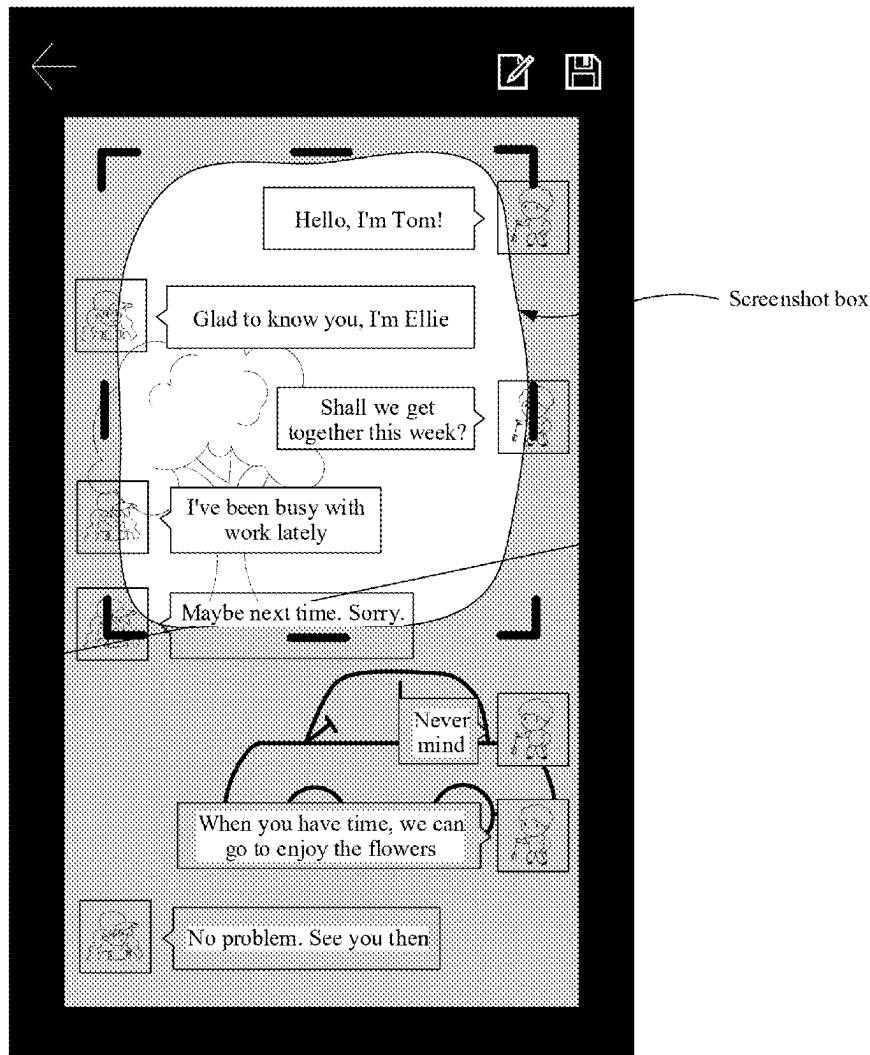 Hello, I'm Tom!
Glad to know you, I'm Ellie
Screenshot box
Shall we get
together this week?
I've been busy with
work lately
Maybe next time. Sorry.
Never
mind
When you have time, we can
go to enjoy the flowers
No problem. See you then